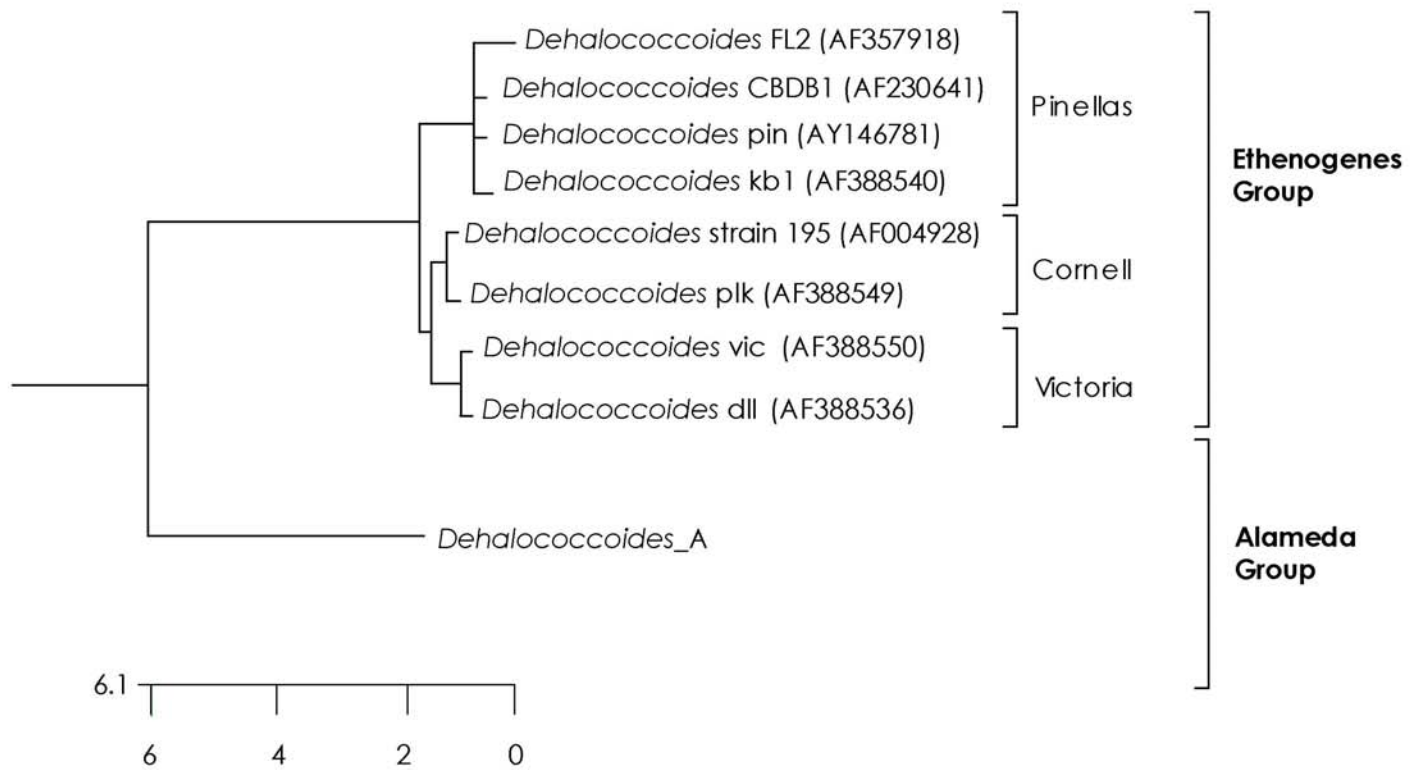 Dehalococcoides FL2 (AF357918)
Dehalococcoides CBDB1 (AF230641)
Dehalococcoides pin (AY146781)
Dehalococcoides kb1 (AF388540)
Pinellas
Dehalococcoides strain 195 (AF004928)
Dehalococcoides plk (AF388549)
Cornell
Dehalococcoides vic (AF388550)
Dehalococcoides dll (AF388536)
Victoria
Ethenogenes
Group
Dehalococcoides_A
Alameda
Group
6.1
6 4 2 0